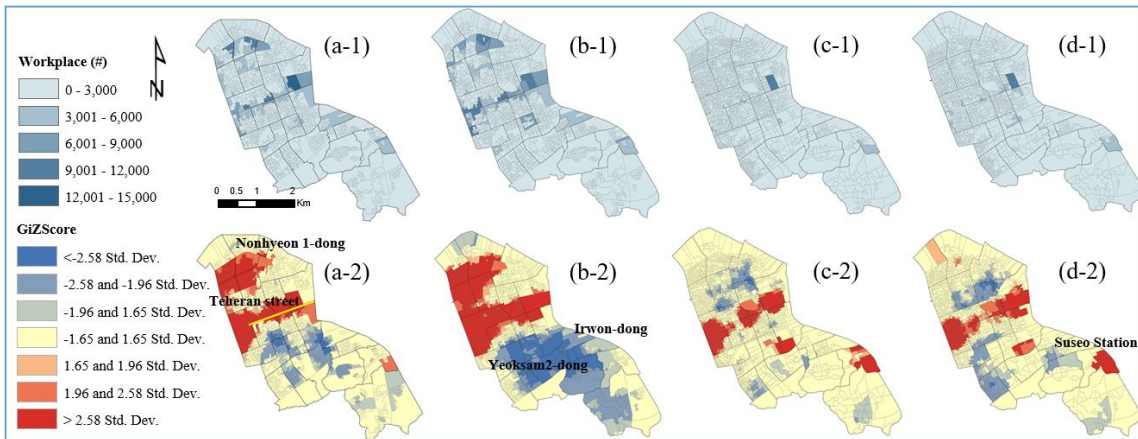 (a-1)
(b-1)
(c-1)
(d-1)
Workplace (#)
N
0 - 3,000
3,001 - 6,000
6,001 - 9,000
9,001 - 12,000
12,001 - 15,000
0 0.5 1 2
Km
GiZScore
<-2.58 Std. Dev.
-2.58 and -1.96 Std. Dev.
-1.96 and 1.65 Std. Dev.
-1.65 and 1.65 Std. Dev.
1.65 and 1.96 Std. Dev.
1.96 and 2.58 Std. Dev.
> 2.58 Std. Dev.
Nonhyeon 1-dong
(a-2)
Teheran street
(b-2)
Irwon-dong
Yeoksam2-dong
(c-2)
(d-2)
Suseo Station